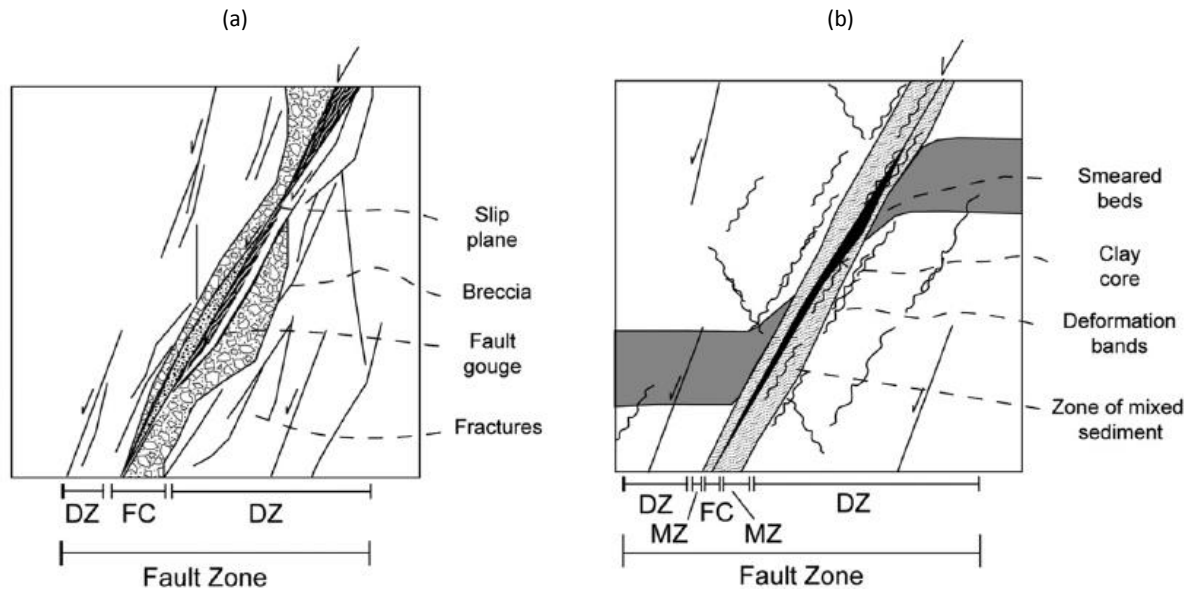 (a)
(b)
Slip
plane
Breccia
Fault
gouge
Fractures
DZ FC DZ
Fault Zone
Smeared
beds
Clay
core
Deformation
bands
Zone of mixed
sediment
DZ FC DZ
MZ MZ
Fault Zone